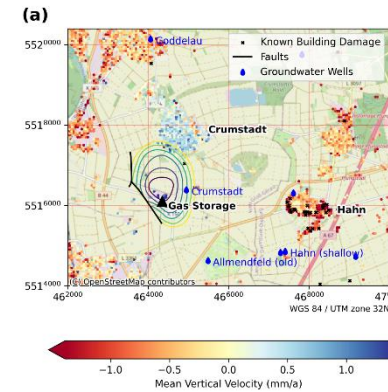 (a)
5520000
Goddelau
Known Building Damage
Faults
Groundwater Wells
5518000
Crumstadt
5516000
Crumstadt
Gas Storage
Hahn
Hahn (shallow)
Allmendfeld (old)
5514000
(C) OpenStreetMap contributors
462000
464000
466000
468000
WGS 84 / UTM zone 32N
−1.0
−0.5
0.0
0.5
1.0
Mean Vertical Velocity (mm/a)